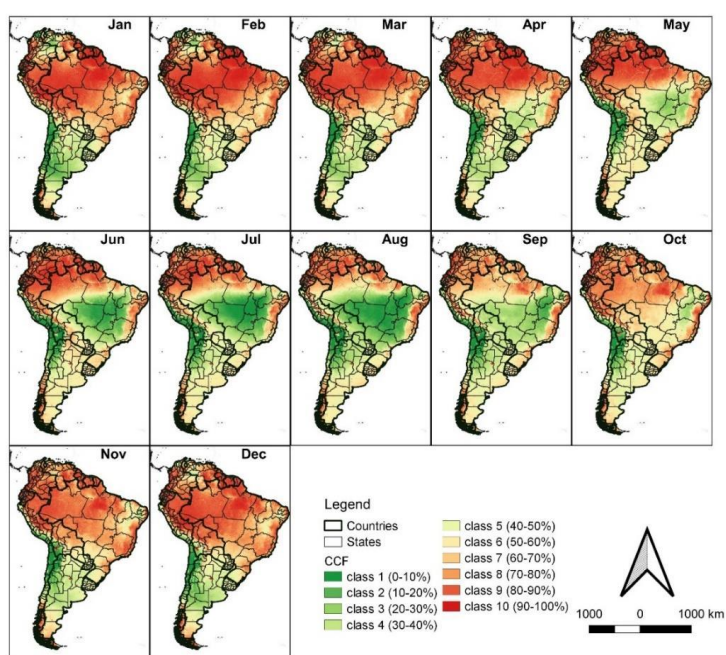 Jan
Feb
Mar
Apr
May
Jun
Jul
Aug
Sep
Oct
Nov
Dec
Legend
Countries
States
CCF
class 1 (0-10%)
class 2 (10-20%)
class 3 (20-30%)
class 4 (30-40%)
class 5 (40-50%)
class 6 (50-60%)
class 7 (60-70%)
class 8 (70-80%)
class 9 (80-90%)
class 10 (90-100%)
1000 0 1000 km